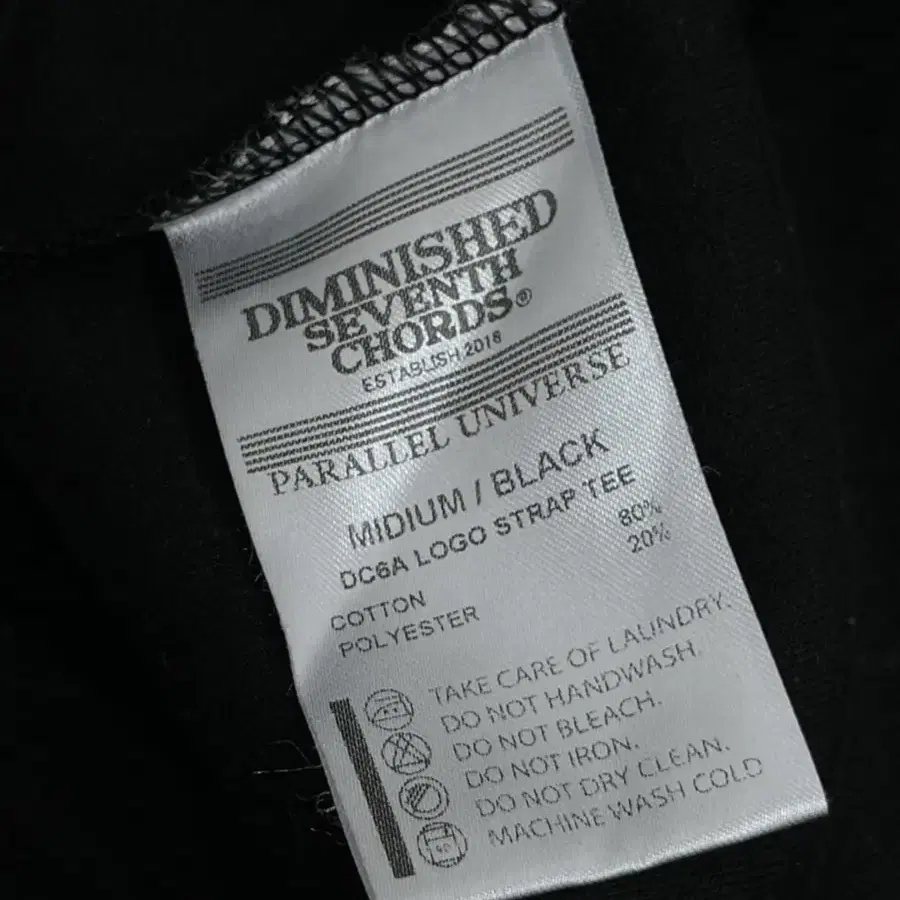 DIMINISHED
SEVENTH
CHORDS®
ESTABLISH 2016
PARALLEL UNIVERSE
MIDIUM / BLACK
DC6A LOGO STRAP TEE
COTTON 80%
POLYESTER 20%
TAKE CARE OF LAUNDRY.
DO NOT HANDWASH.
DO NOT BLEACH.
DO NOT IRON.
DO NOT DRY CLEAN.
MACHINE WASH COLD